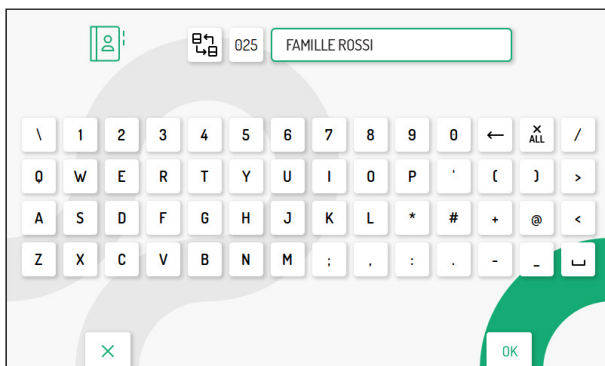 025 FAMILLE ROSSI
\ 1 2 3 4 5 6 7 8 9 0 ← × ALL /
Q W E R T Y U I O P ' ( ) >
A S D F G H J K L * # + @ <
Z X C V B N M ; , : . - _ ⎵
× OK